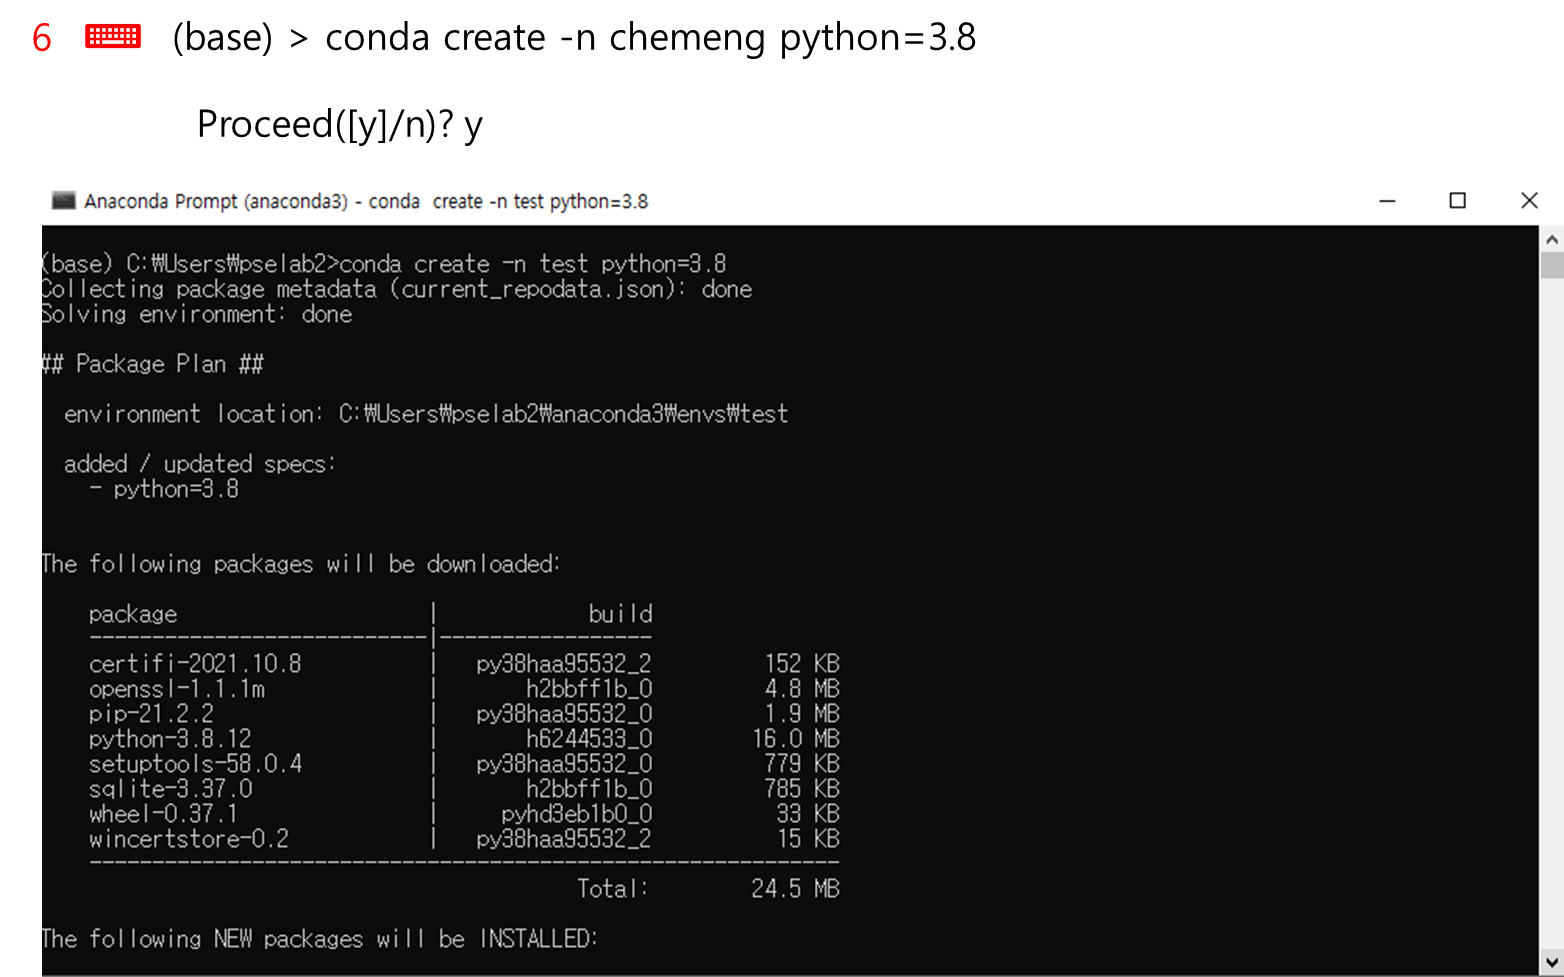 6 (base) > conda create -n chemeng python=3.8
Proceed([y]/n)? y
Anaconda Prompt (anaconda3) - conda  create -n test python=3.8
(base) C:₩Users₩pselab2>conda create -n test python=3.8
Collecting package metadata (current_repodata.json): done
Solving environment: done
## Package Plan ##
environment location: C:₩Users₩pselab2₩anaconda3₩envs₩test
added / updated specs:
- python=3.8
The following packages will be downloaded:
package | build
---------------------------|-----------------
certifi-2021.10.8 | py38haa95532_2 152 KB
openssl-1.1.1m | h2bbff1b_0 4.8 MB
pip-21.2.2 | py38haa95532_0 1.9 MB
python-3.8.12 | h6244533_0 16.0 MB
setuptools-58.0.4 | py38haa95532_0 779 KB
sqlite-3.37.0 | h2bbff1b_0 785 KB
wheel-0.37.1 | pyhd3eb1b0_0 33 KB
wincertstore-0.2 | py38haa95532_2 15 KB
------------------------------------------------------------
Total: 24.5 MB
The following NEW packages will be INSTALLED: